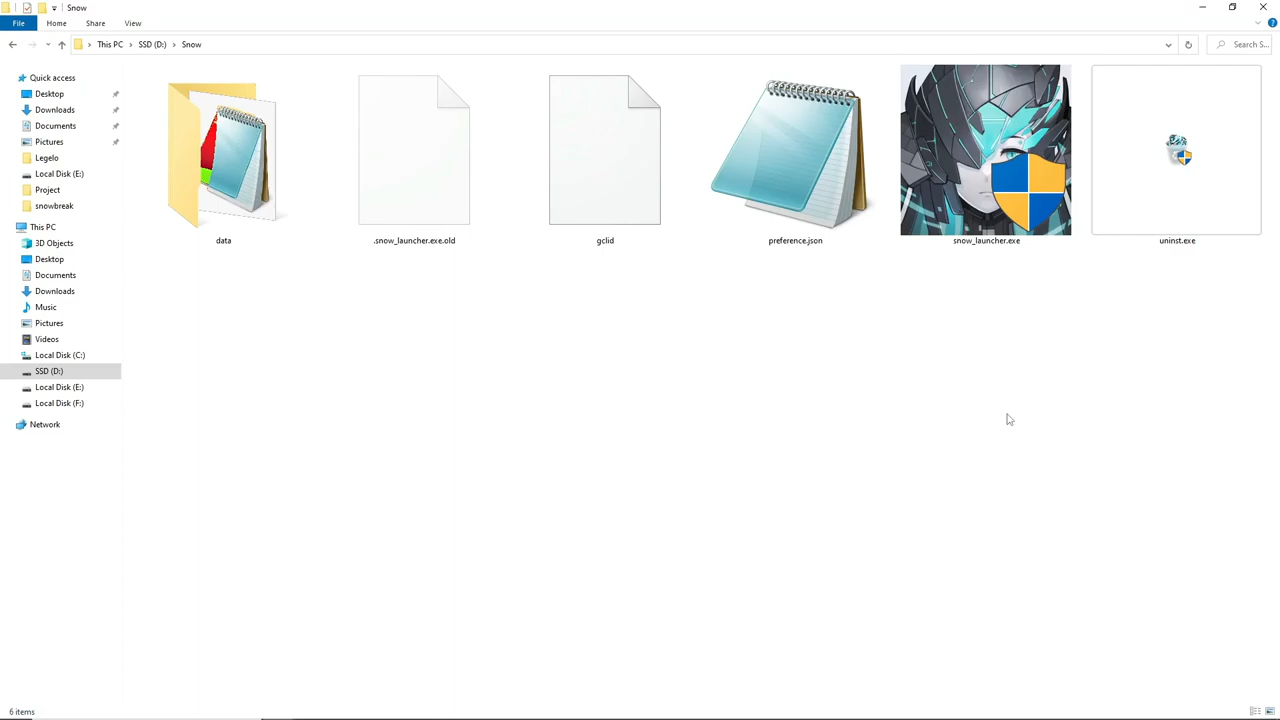 Snow
File
Home
Share
View
This PC
SSD (D:)
Snow
Search S...
Quick access
Desktop
Downloads
Documents
Pictures
Legelo
Local Disk (E:)
Project
snowbreak
This PC
3D Objects
Desktop
Documents
Downloads
Music
Pictures
Videos
Local Disk (C:)
SSD (D:)
Local Disk (E:)
Local Disk (F:)
Network
data
.snow_launcher.exe.old
gclid
preference.json
snow_launcher.exe
uninst.exe
6 items